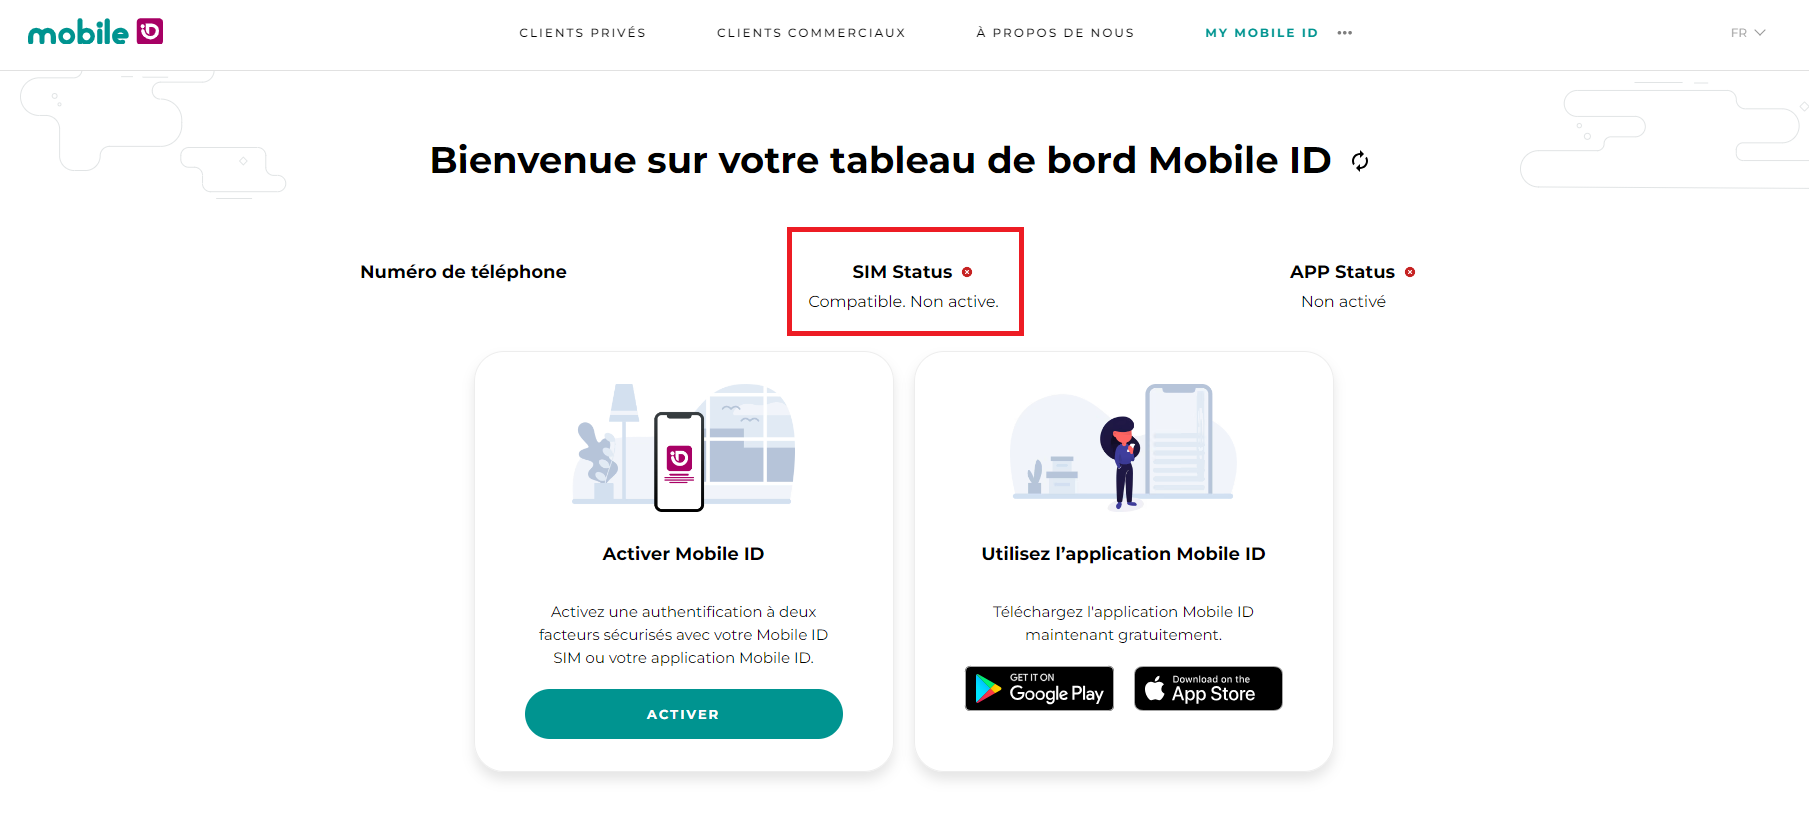 mobile iD
CLIENTS PRIVÉS
CLIENTS COMMERCIAUX
À PROPOS DE NOUS
MY MOBILE ID
FR
Bienvenue sur votre tableau de bord Mobile ID
Numéro de téléphone
SIM Status
Compatible. Non active.
APP Status
Non activé
iD
Activer Mobile ID
Activez une authentification à deux
facteurs sécurisés avec votre Mobile ID
SIM ou votre application Mobile ID.
ACTIVER
Utilisez l’application Mobile ID
Téléchargez l'application Mobile ID
maintenant gratuitement.
GET IT ON
Google Play
Download on the
App Store